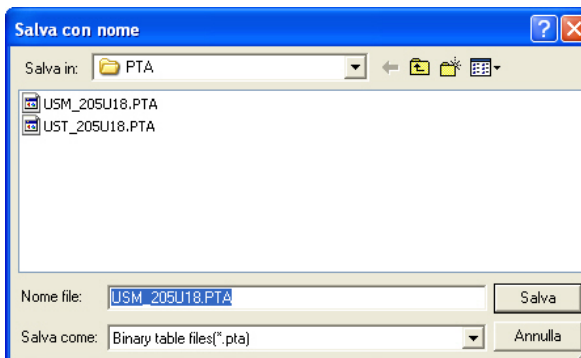 Salva con nome
Salva in: PTA
USM_205U18.PTA
UST_205U18.PTA
Nome file: USM_205U18.PTA Salva
Salva come: Binary table files(*.pta) Annulla